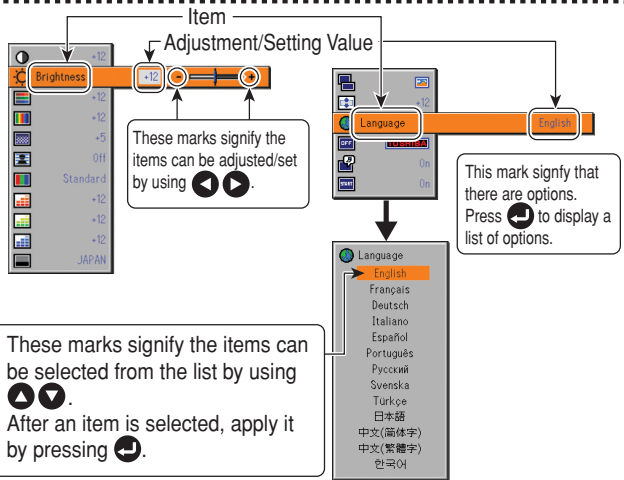 Item
Adjustment/Setting Value
+12
Brightness
+12
+12
+12
+5
Off
Standard
+12
+12
+12
JAPAN
These marks signify the
items can be adjusted/set
by using
.
+12
Language
English
OFF
TOSHIBA
On
START
On
This mark signfy that
there are options.
Press to display a
list of options.
Language
English
Français
Deutsch
Italiano
Español
Português
Русский
Svenska
Türkçe
日本語
中文(简体字)
中文(繁體字)
한국어
These marks signify the items can
be selected from the list by using
.
After an item is selected, apply it
by pressing .